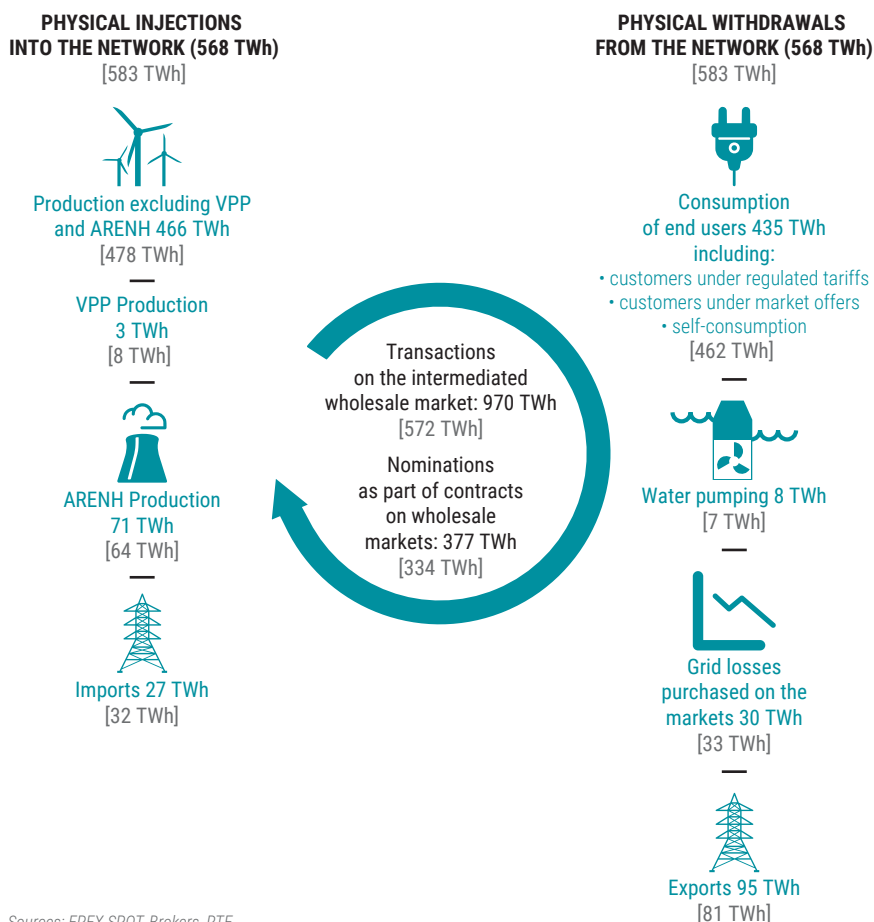 PHYSICAL INJECTIONS
INTO THE NETWORK (568 TWh)
[583 TWh]
Production excluding VPP
and ARENH 466 TWh
[478 TWh]
VPP Production
3 TWh
[8 TWh]
ARENH Production
71 TWh
[64 TWh]
Imports 27 TWh
[32 TWh]
Transactions
on the intermediated
wholesale market: 970 TWh
[572 TWh]
Nominations
as part of contracts
on wholesale
markets: 377 TWh
[334 TWh]
PHYSICAL WITHDRAWALS
FROM THE NETWORK (568 TWh)
[583 TWh]
Consumption
of end users 435 TWh
including:
• customers under regulated tariffs
• customers under market offers
• self-consumption
[462 TWh]
Water pumping 8 TWh
[7 TWh]
Grid losses
purchased on the
markets 30 TWh
[33 TWh]
Exports 95 TWh
[81 TWh]
Sources: EPEX SPOT, Brokers, RTE